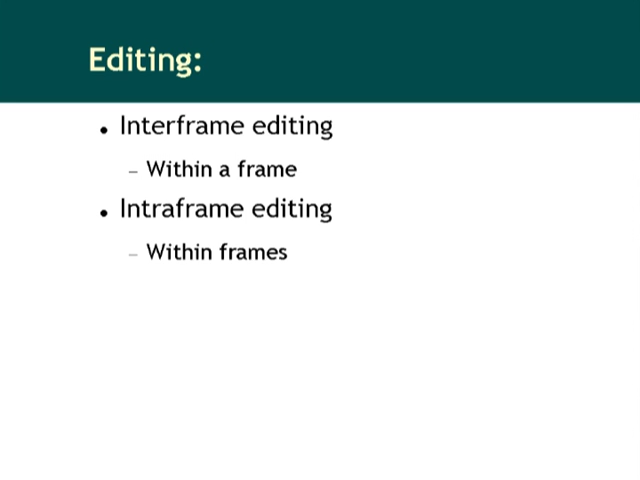 Editing:
• Interframe editing
– Within a frame
• Intraframe editing
– Within frames